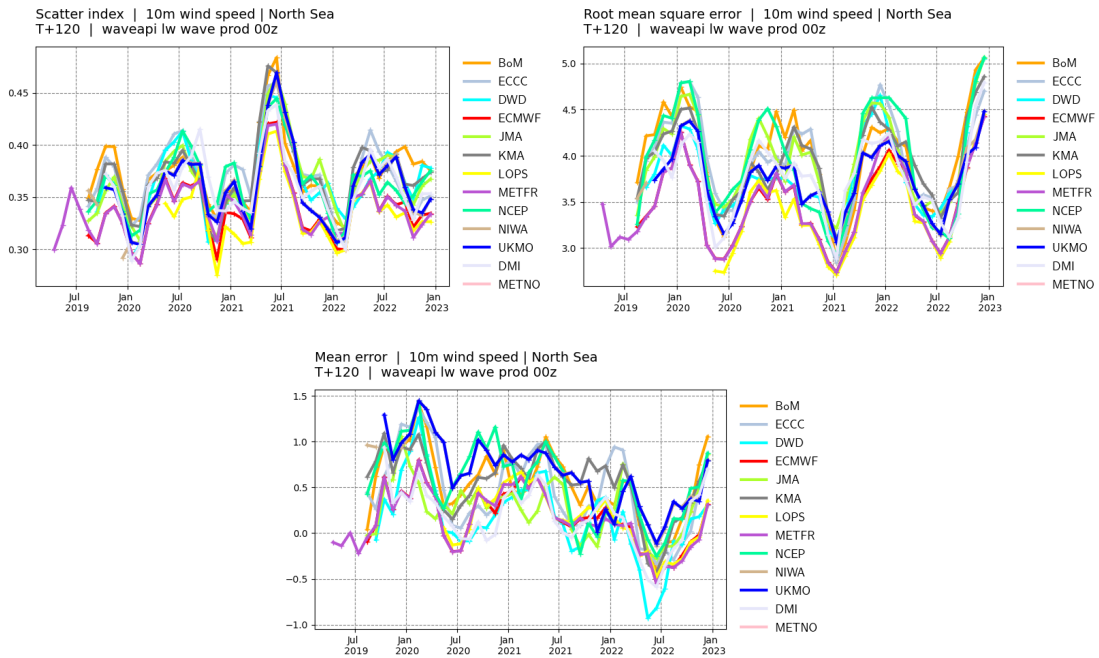 Scatter index | 10m wind speed | North Sea
T+120 | waveapi lw wave prod 00z
0.45
0.40
0.35
0.30
Jul
2019
Jan
2020
Jul
2020
Jan
2021
Jul
2021
Jan
2022
Jul
2022
Jan
2023
BoM
ECCC
DWD
ECMWF
JMA
KMA
LOPS
METFR
NCEP
NIWA
UKMO
DMI
METNO
Root mean square error | 10m wind speed | North Sea
T+120 | waveapi lw wave prod 00z
5.0
4.5
4.0
3.5
3.0
Jul
2019
Jan
2020
Jul
2020
Jan
2021
Jul
2021
Jan
2022
Jul
2022
Jan
2023
BoM
ECCC
DWD
ECMWF
JMA
KMA
LOPS
METFR
NCEP
NIWA
UKMO
DMI
METNO
Mean error | 10m wind speed | North Sea
T+120 | waveapi lw wave prod 00z
1.5
1.0
0.5
0.0
−0.5
−1.0
Jul
2019
Jan
2020
Jul
2020
Jan
2021
Jul
2021
Jan
2022
Jul
2022
Jan
2023
BoM
ECCC
DWD
ECMWF
JMA
KMA
LOPS
METFR
NCEP
NIWA
UKMO
DMI
METNO